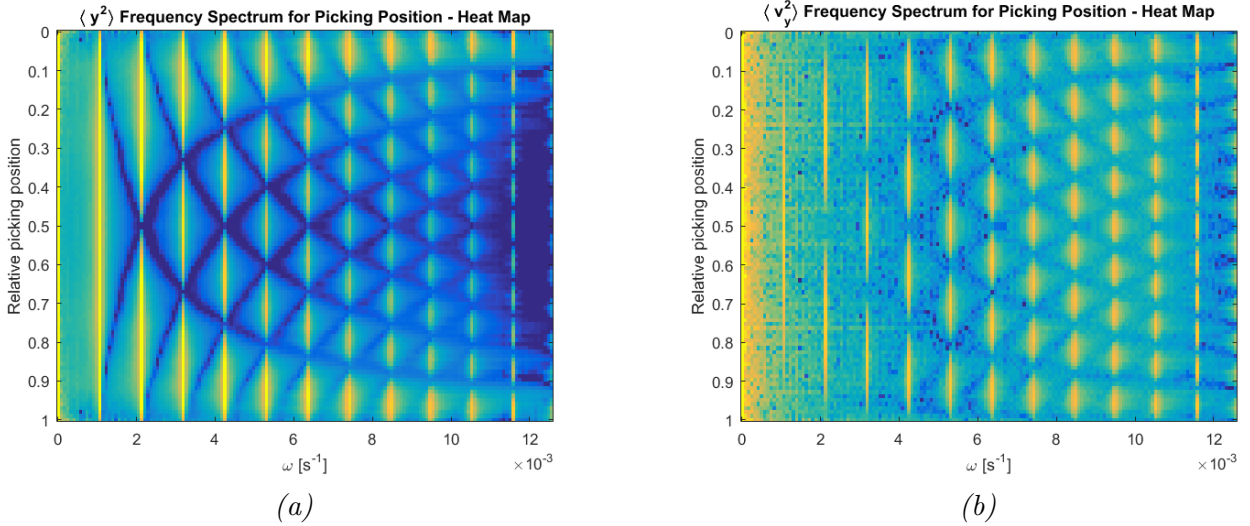 ⟨ y²⟩ Frequency Spectrum for Picking Position - Heat Map
Relative picking position
0
0.1
0.2
0.3
0.4
0.5
0.6
0.7
0.8
0.9
1
0 2 4 6 8 10 12
ω [s⁻¹]
×10⁻³
(a)
⟨ v_y²⟩ Frequency Spectrum for Picking Position - Heat Map
Relative picking position
0
0.1
0.2
0.3
0.4
0.5
0.6
0.7
0.8
0.9
1
0 2 4 6 8 10 12
ω [s⁻¹]
×10⁻³
(b)